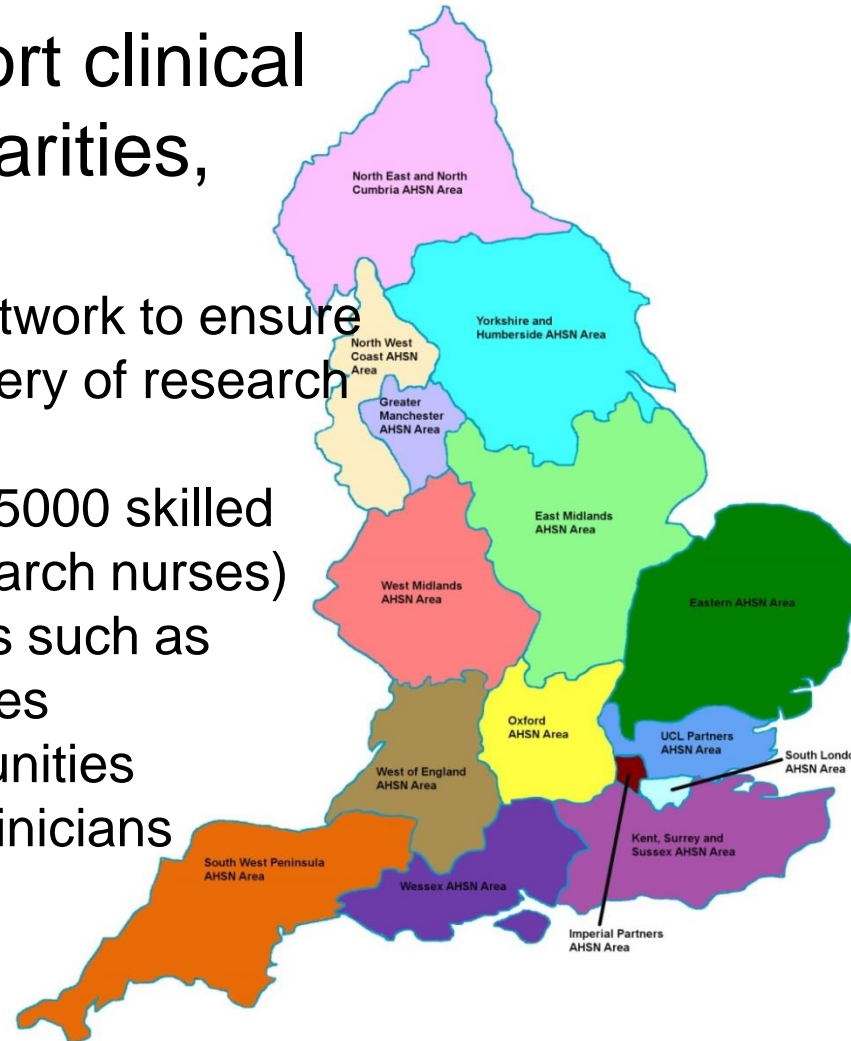 ort clinical
arities,
twork to ensure
ery of research
5000 skilled
arch nurses)
s such as
es
unities
inicians
North East and North
Cumbria AHSN Area
Yorkshire and
Humberside AHSN Area
North West
Coast AHSN
Area
Greater
Manchester
AHSN Area
East Midlands
AHSN Area
West Midlands
AHSN Area
Eastern AHSN Area
Oxford
AHSN Area
UCL Partners
AHSN Area
South Londo
AHSN Area
West of England
AHSN Area
Kent, Surrey and
Sussex AHSN Area
South West Peninsula
AHSN Area
Wessex AHSN Area
Imperial Partners
AHSN Area